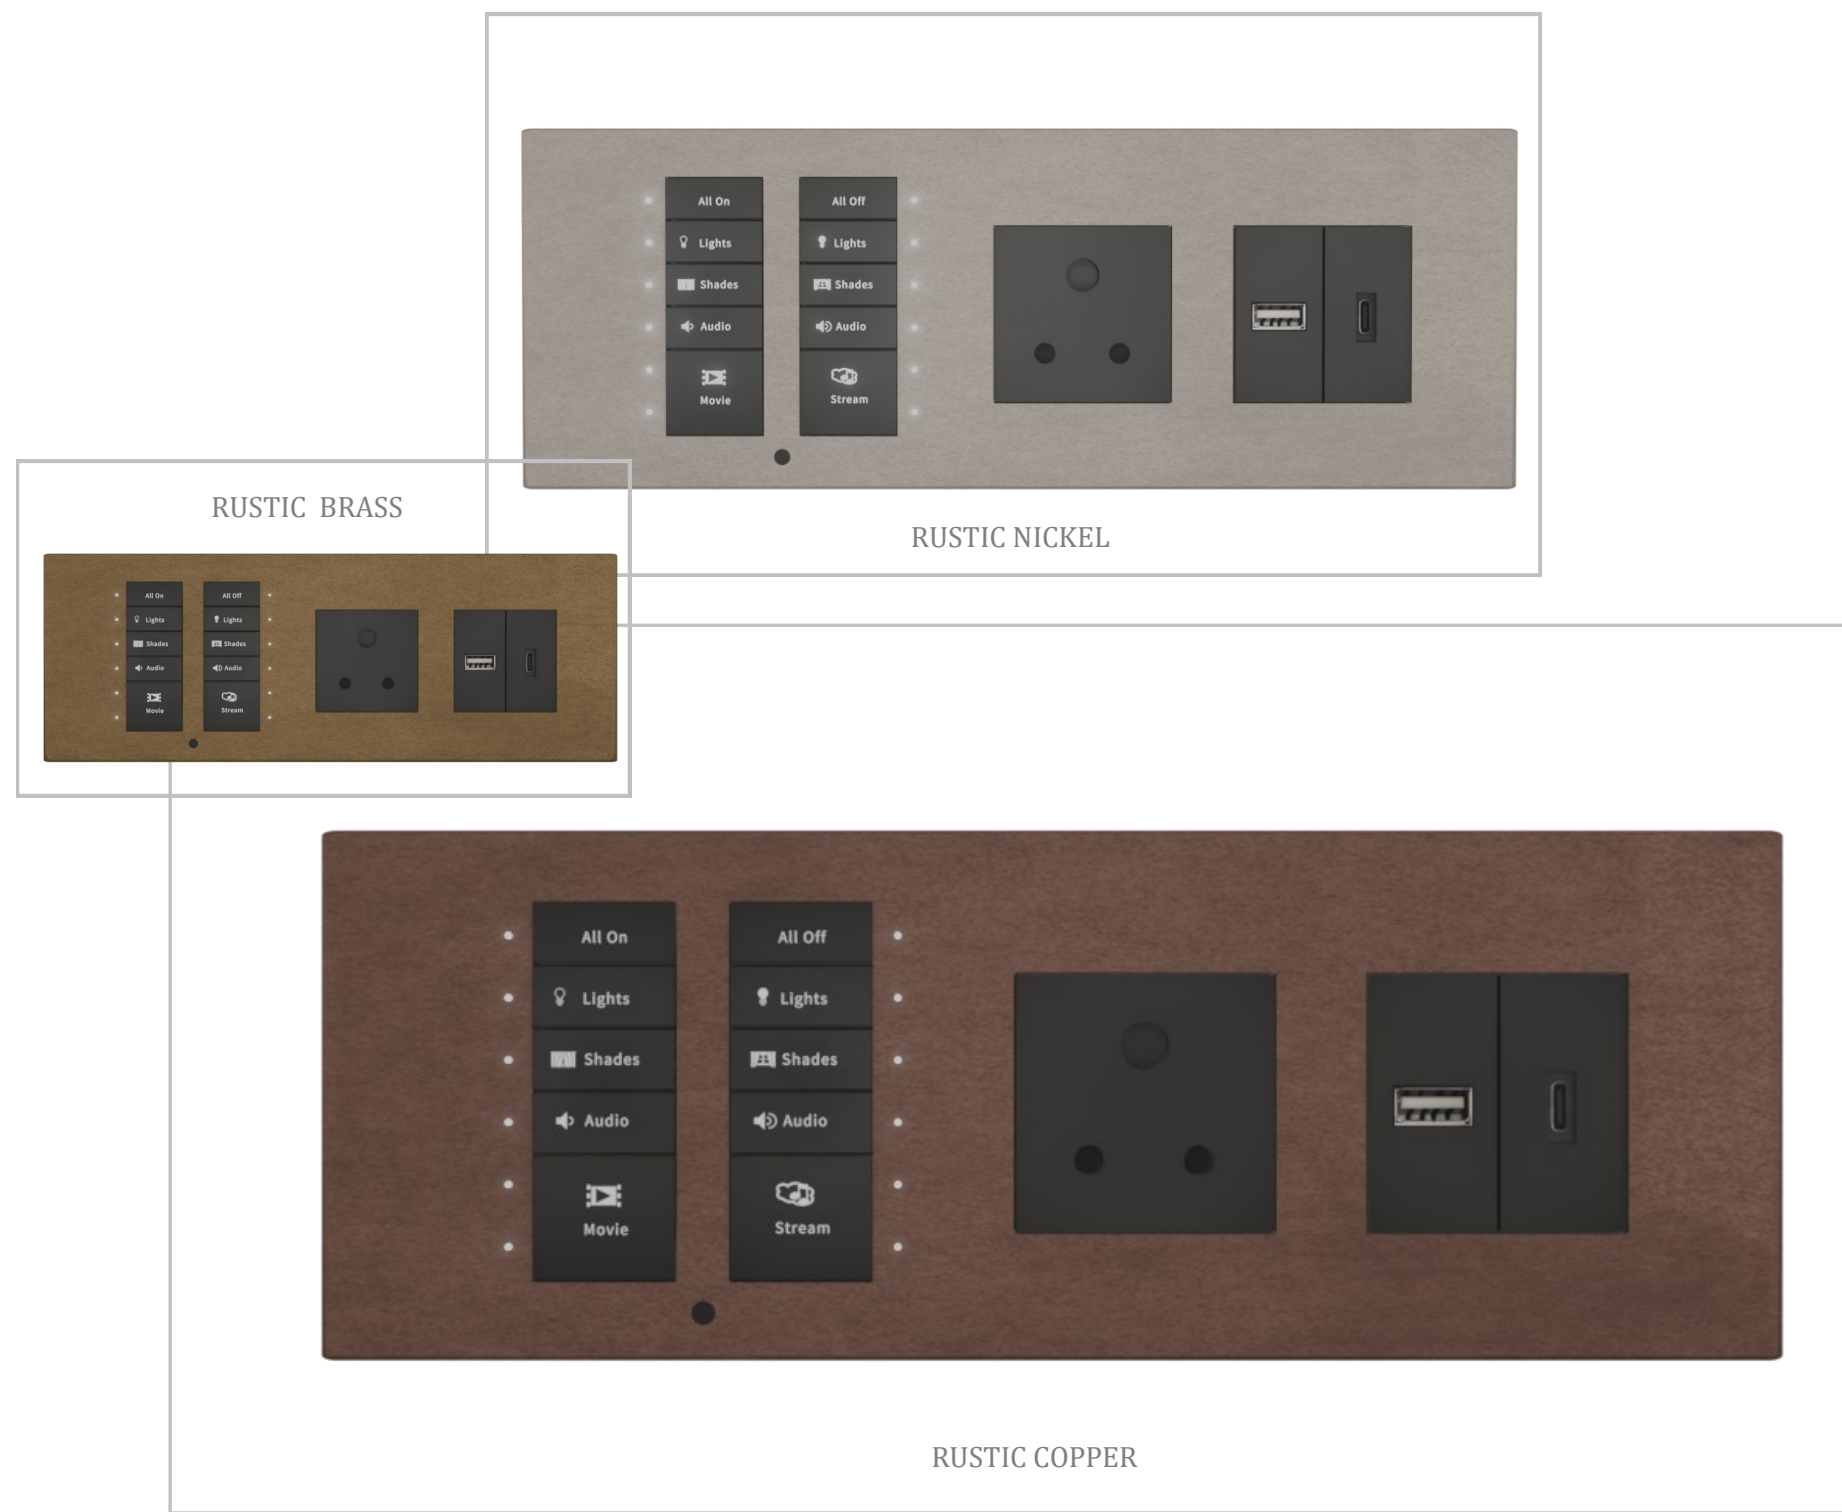 All On
All Off
Lights
Lights
Shades
Shades
Audio
Audio
Movie
Stream
RUSTIC NICKEL
RUSTIC BRASS
All On
All Off
Lights
Lights
Shades
Shades
Audio
Audio
Movie
Stream
All On
All Off
Lights
Lights
Shades
Shades
Audio
Audio
Movie
Stream
RUSTIC COPPER